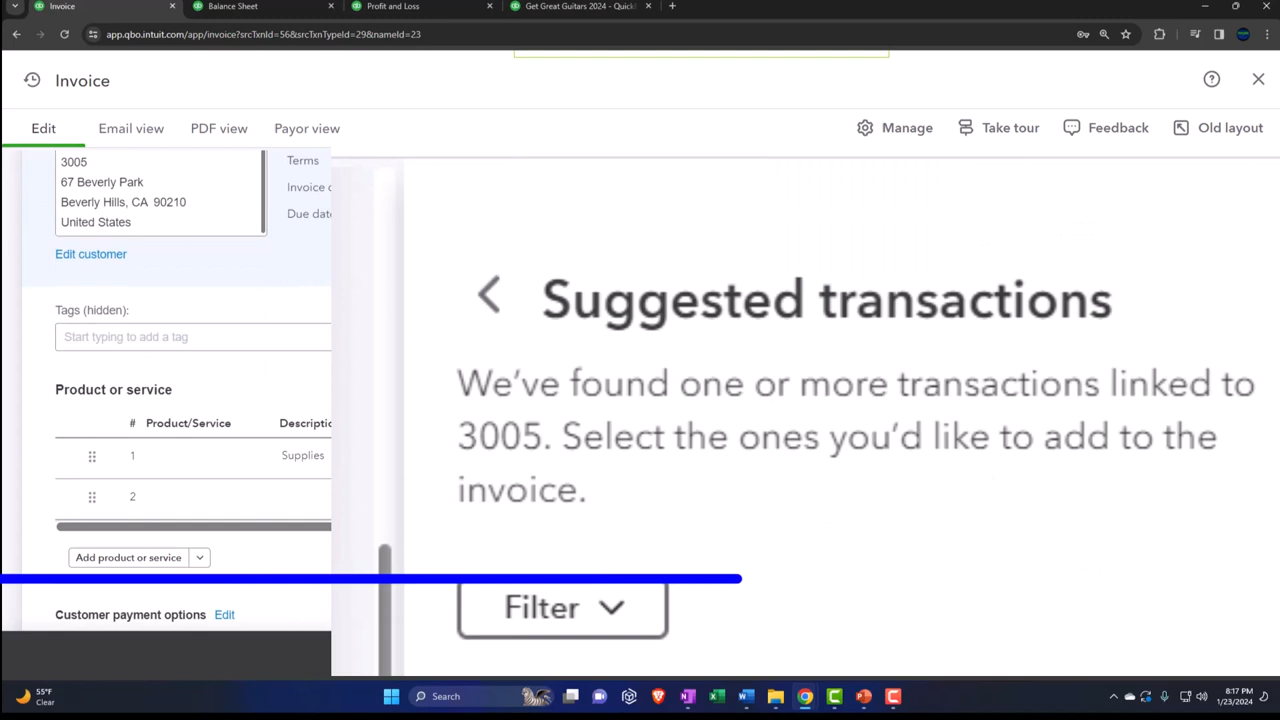 Invoice
Balance Sheet
Profit and Loss
Get Great Guitars 2024 - Quick
app.qbo.intuit.com/app/invoice?srcTxnId=56&srcTxnTypeId=29&nameId=23
Invoice
Edit
Email view
PDF view
Payor view
Manage
Take tour
Feedback
Old layout
3005
67 Beverly Park
Beverly Hills, CA 90210
United States
Terms
Invoice
Due date
Edit customer
Tags (hidden):
Start typing to add a tag
Product or service
# Product/Service Descriptio
1 Supplies
2
Add product or service
Customer payment options Edit
Suggested transactions
We've found one or more transactions linked to
3005. Select the ones you'd like to add to the
invoice.
Filter
55°F
Clear
Search
8:17 PM
1/23/2024